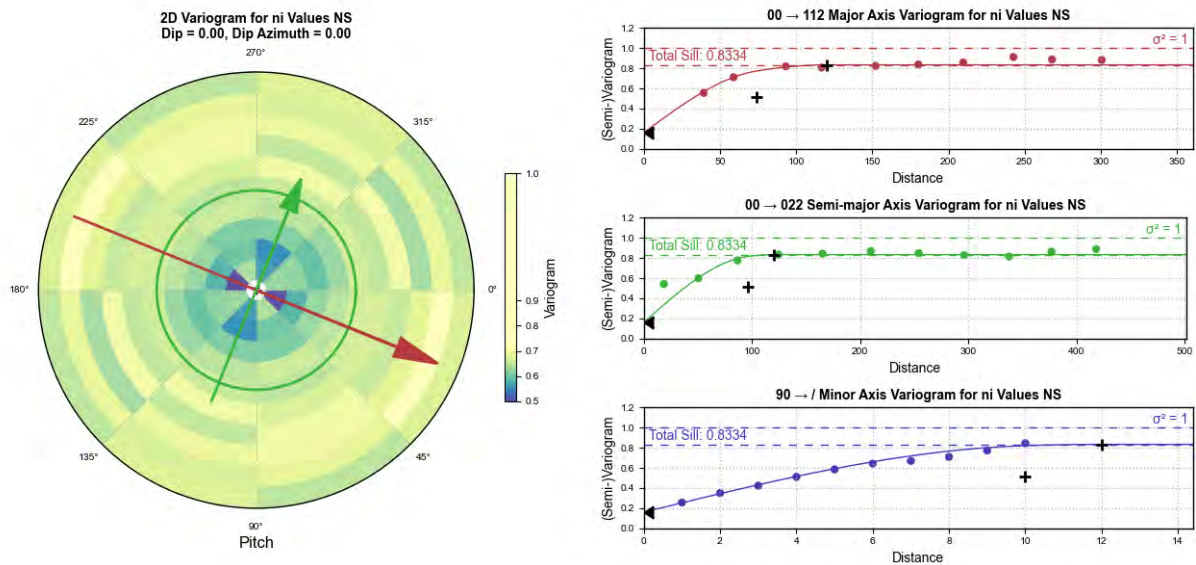 2D Variogram for ni Values NS
Dip = 0.00, Dip Azimuth = 0.00
270°
225°
315°
180°
0°
135°
45°
90°
Pitch
1.0
0.9
0.8
0.7
0.6
0.5
Variogram
00 → 112 Major Axis Variogram for ni Values NS
1.2
1.0
0.8
0.6
0.4
0.2
0.0
(Semi-)Variogram
Total Sill: 0.8334
σ² = 1
0 50 100 150 200 250 300 350
Distance
00 → 022 Semi-major Axis Variogram for ni Values NS
1.2
1.0
0.8
0.6
0.4
0.2
0.0
(Semi-)Variogram
Total Sill: 0.8334
σ² = 1
0 100 200 300 400 500
Distance
90 → / Minor Axis Variogram for ni Values NS
1.2
1.0
0.8
0.6
0.4
0.2
0.0
(Semi-)Variogram
Total Sill: 0.8334
σ² = 1
0 2 4 6 8 10 12 14
Distance